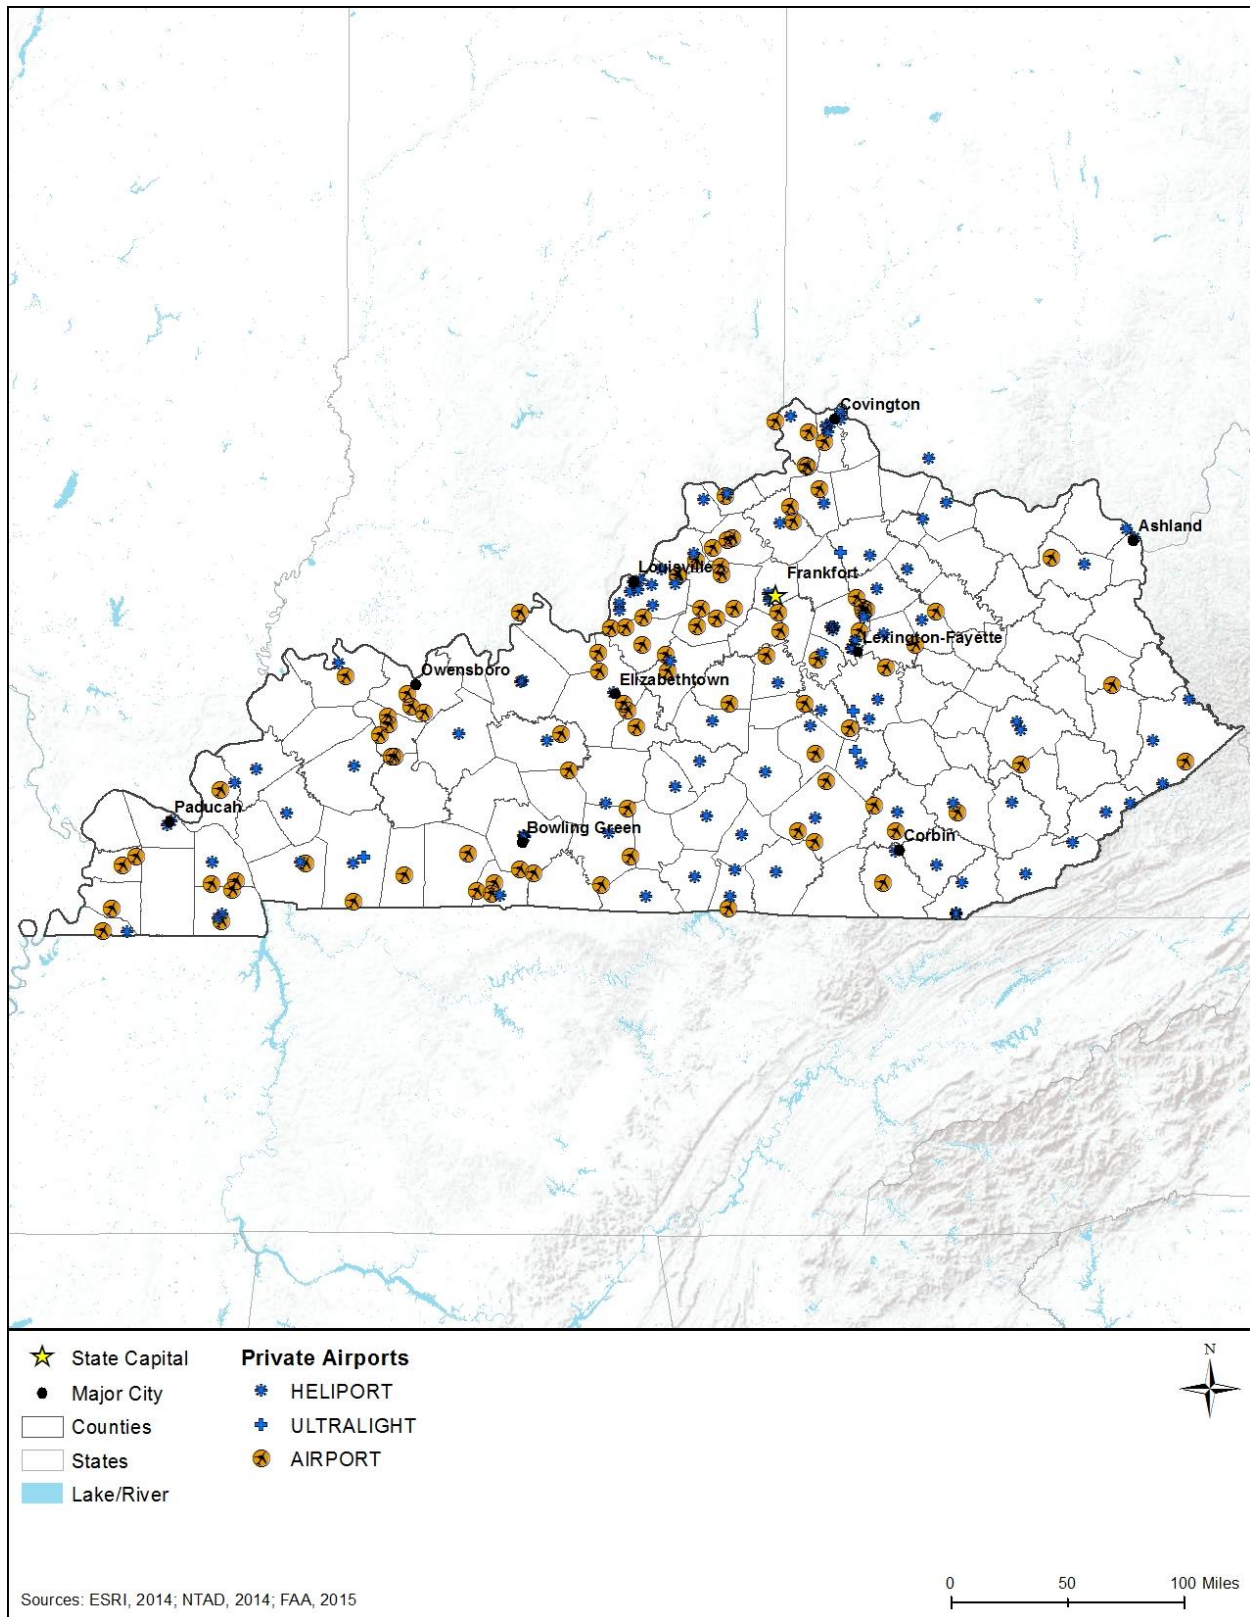 Covington
Ashland
Louisville
Frankfort
Lexington-Fayette
Owensboro
Elizabethtown
Paducah
Bowling Green
Corbin
State Capital
Major City
Counties
States
Lake/River
Private Airports
HELIPORT
ULTRALIGHT
AIRPORT
N
0 50 100 Miles
Sources: ESRI, 2014; NTAD, 2014; FAA, 2015